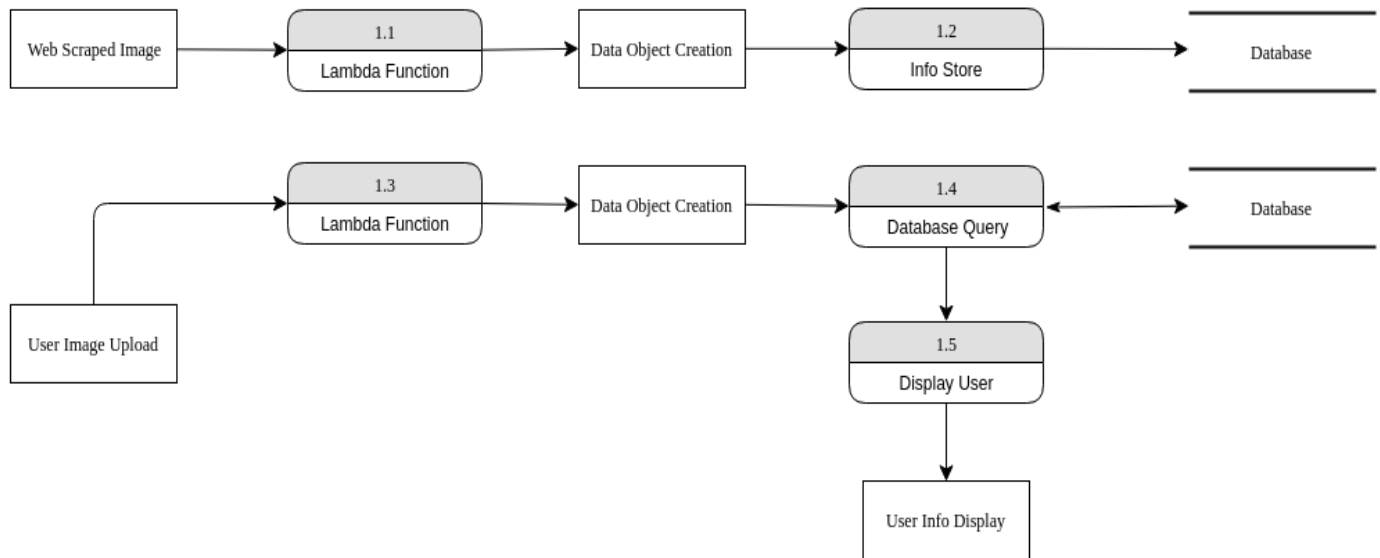 Web Scraped Image
1.1
Lambda Function
Data Object Creation
1.2
Info Store
Database
1.3
Lambda Function
Data Object Creation
1.4
Database Query
Database
User Image Upload
1.5
Display User
User Info Display